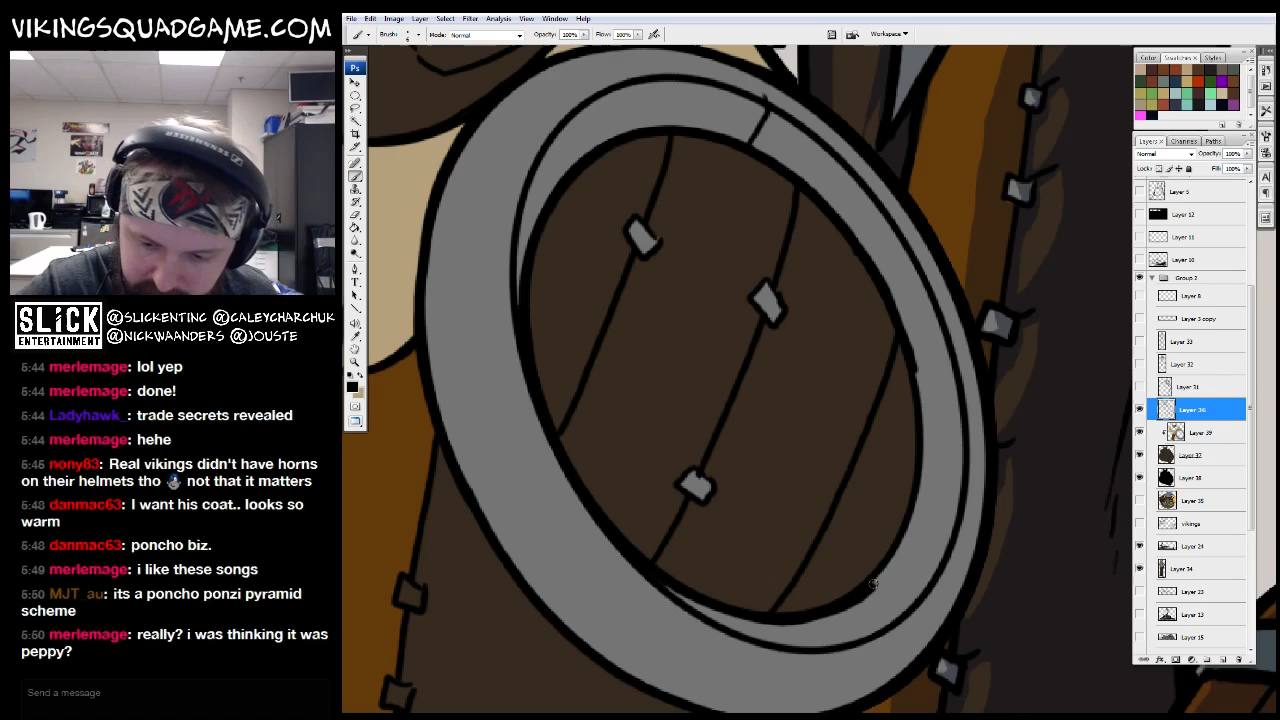 VIKINGSQUADGAME.COM
SLICK ENTERTAINMENT
@SLICKENTINC @CALEYCHARCHUK
@NICKWAANDERS @JOUSTE
5:44 merlemage: lol yep
5:44 merlemage: done!
5:44 Ladyhawk_: trade secrets revealed
5:44 merlemage: hehe
5:45 nony83: Real vikings didn't have horns
on their helmets tho not that it matters
5:48 danmac63: I want his coat.. looks so
warm
5:48 danmac63: poncho biz.
5:49 merlemage: i like these songs
5:50 MJT_au: its a poncho ponzi pyramid
scheme
5:50 merlemage: really? i was thinking it was
peppy?
Send a message
File Edit Image Layer Select Filter Analysis View Window Help
Brush: 6 Mode: Normal Opacity: 100% Flow: 100% Workspace
Ps
Color Swatches Styles
Layers Channels Paths
Normal Opacity: 100%
Lock: Fill: 100%
Layer 5
Layer 12
Layer 11
Layer 10
Group 2
Layer 8
Layer 3 copy
Layer 33
Layer 32
Layer 31
Layer 36
Layer 39
Layer 37
Layer 38
Layer 35
vikings
Layer 24
Layer 34
Layer 23
Layer 13
Layer 15